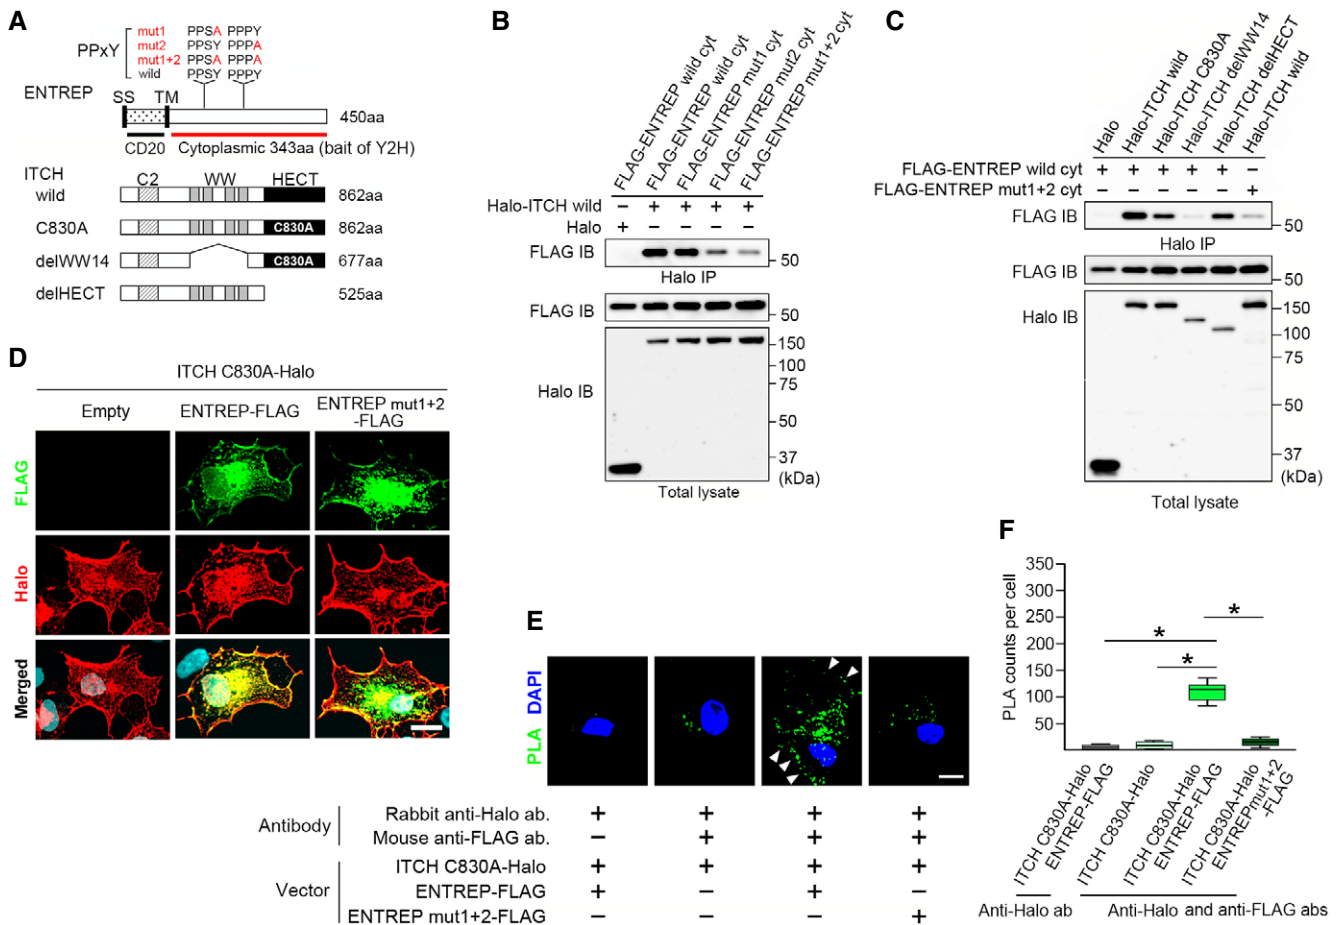 A
mut1 PPSA PPPY
mut2 PPSY PPPA
mut1+2 PPSA PPPA
wild PPSY PPPY
PPxY
ENTREP
SS TM
450aa
CD20 Cytoplasmic 343aa (bait of Y2H)
ITCH
C2 WW HECT
wild 862aa
C830A C830A 862aa
delWW14 C830A 677aa
delHECT 525aa
B
FLAG-ENTREP wild cyt
FLAG-ENTREP wild cyt
FLAG-ENTREP mut1 cyt
FLAG-ENTREP mut2 cyt
FLAG-ENTREP mut1+2 cyt
Halo-ITCH wild − + + + +
Halo + − − − −
FLAG IB 50
Halo IP
FLAG IB 50
Halo IB
150
100
75
50
37
(kDa)
Total lysate
C
Halo
Halo-ITCH wild
Halo-ITCH C830A
Halo-ITCH delWW14
Halo-ITCH delHECT
Halo-ITCH wild
FLAG-ENTREP wild cyt + + + + + −
FLAG-ENTREP mut1+2 cyt − − − − − +
FLAG IB 50
Halo IP
FLAG IB 50
Halo IB
150
100
75
50
37
(kDa)
Total lysate
D
ITCH C830A-Halo
Empty ENTREP-FLAG ENTREP mut1+2
-FLAG
FLAG
Halo
Merged
E
PLA DAPI
Antibody
Rabbit anti-Halo ab. + + + +
Mouse anti-FLAG ab. − + + +
Vector
ITCH C830A-Halo + + + +
ENTREP-FLAG + − + −
ENTREP mut1+2-FLAG − − − +
F
PLA counts per cell
350
300
250
200
150
100
50
*
*
*
ITCH C830A-Halo
ENTREP-FLAG
ITCH C830A-Halo
ITCH C830A-Halo
ENTREP-FLAG
ITCH C830A-Halo
ENTREPmut1+2
-FLAG
Anti-Halo ab Anti-Halo and anti-FLAG abs